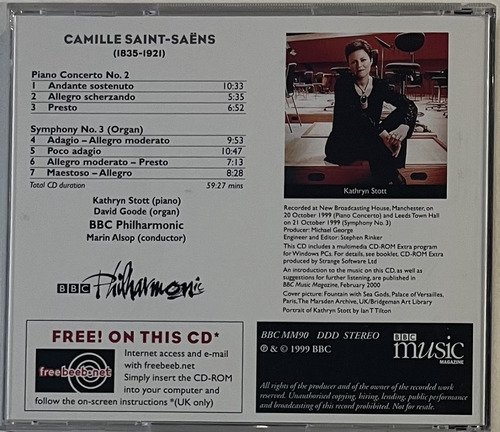 CAMILLE SAINT-SAËNS
(1835-1921)
Piano Concerto No. 2
1 Andante sostenuto 10:33
2 Allegro scherzando 5:35
3 Presto 6:52
Symphony No. 3 (Organ)
4 Adagio – Allegro moderato 9:53
5 Poco adagio 10:47
6 Allegro moderato – Presto 7:13
7 Maestoso – Allegro 8:28
Total CD duration 59:27 mins
Kathryn Stott (piano)
David Goode (organ)
BBC Philharmonic
Marin Alsop (conductor)
BBC Philharmonic
Kathryn Stott
Recorded at New Broadcasting House, Manchester, on
20 October 1999 (Piano Concerto) and Leeds Town Hall
on 21 October 1999 (Symphony No. 3)
Producer: Michael George
Engineer and Editor: Stephen Rinker
This CD includes a multimedia CD-ROM Extra program
for Windows PCs. For details, see booklet. CD-ROM Extra
produced by Strange Software Ltd
An introduction to the music on this CD, as well as
suggestions for further listening, are published in
BBC Music Magazine, February 2000
Cover picture: Fountain with Sea Gods, Palace of Versailles,
Paris, The Marsden Archive, UK/Bridgeman Art Library
Portrait of Kathryn Stott by Ian T Tilton
FREE! ON THIS CD*
freebeeb.net
Internet access and e-mail
with freebeeb.net
Simply insert the CD-ROM
into your computer and
follow the on-screen instructions *(UK only)
BBC MM90 DDD STEREO
℗ & © 1999 BBC
BBC
music
MAGAZINE
All rights of the producer and of the owner of the recorded work
reserved. Unauthorised copying, hiring, lending, public performance
and broadcasting of this record prohibited. Not for resale.